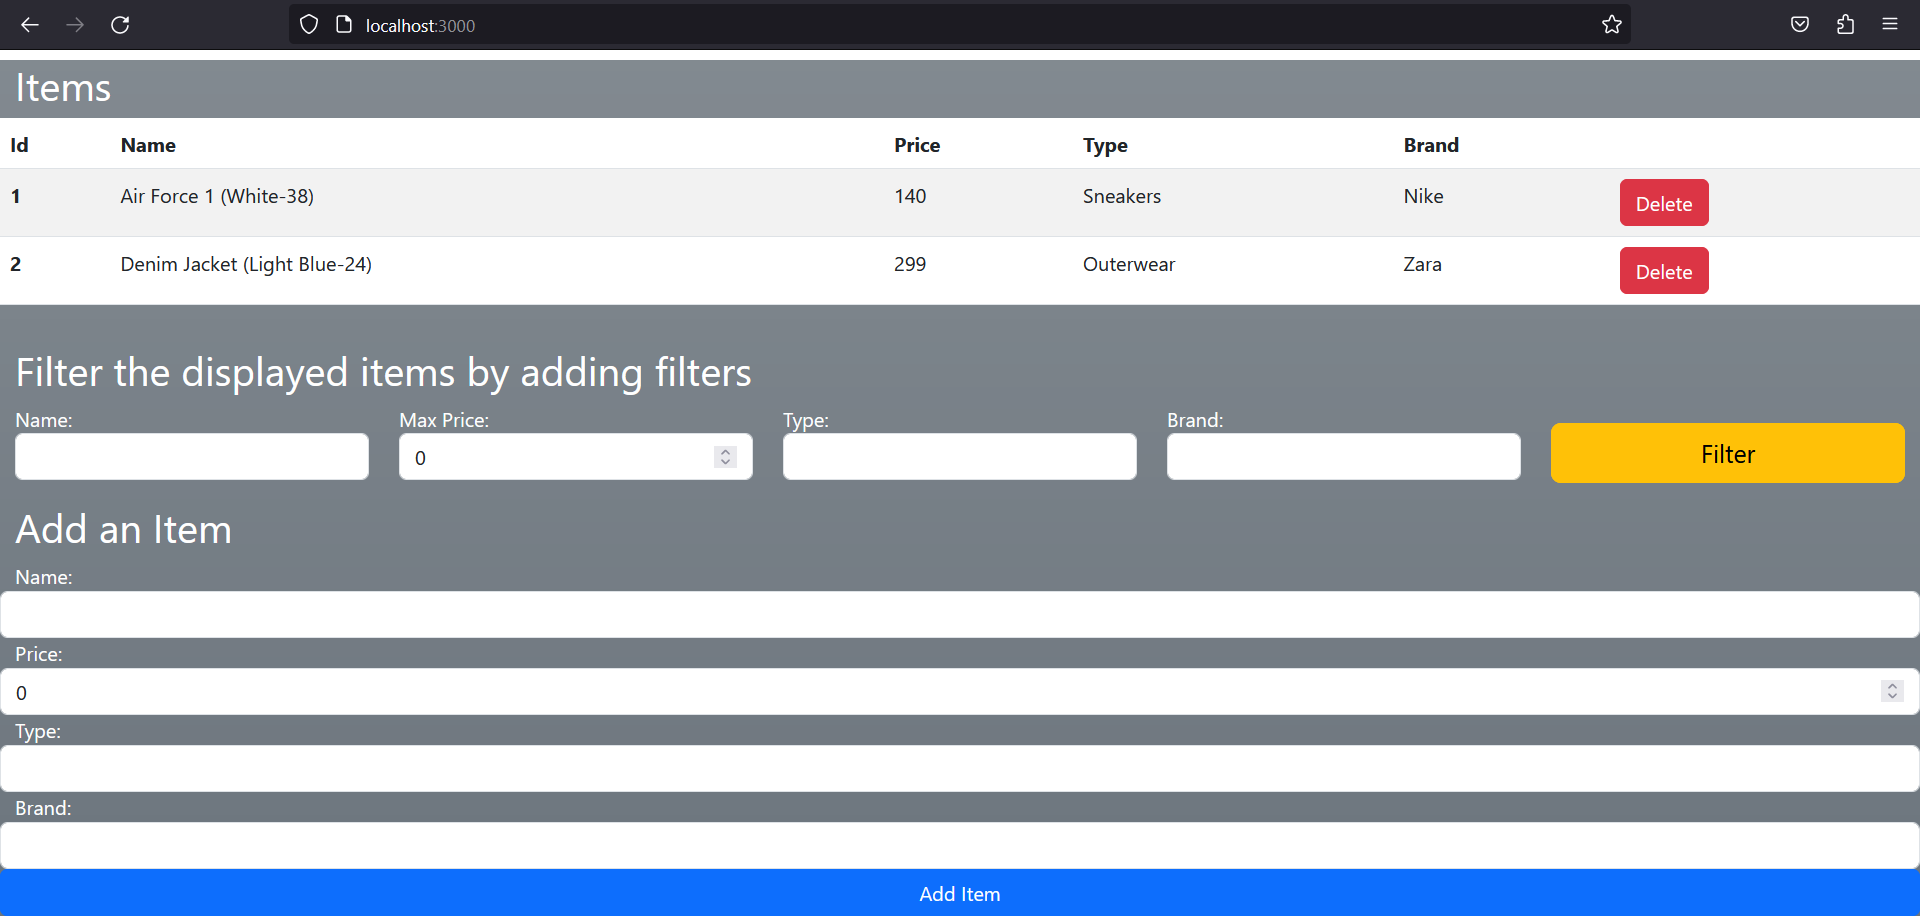 localhost:3000
Items
Id Name Price Type Brand
1 Air Force 1 (White-38) 140 Sneakers Nike Delete
2 Denim Jacket (Light Blue-24) 299 Outerwear Zara Delete
Filter the displayed items by adding filters
Name: Max Price: Type: Brand:
0 Filter
Add an Item
Name:
Price:
0
Type:
Brand:
Add Item